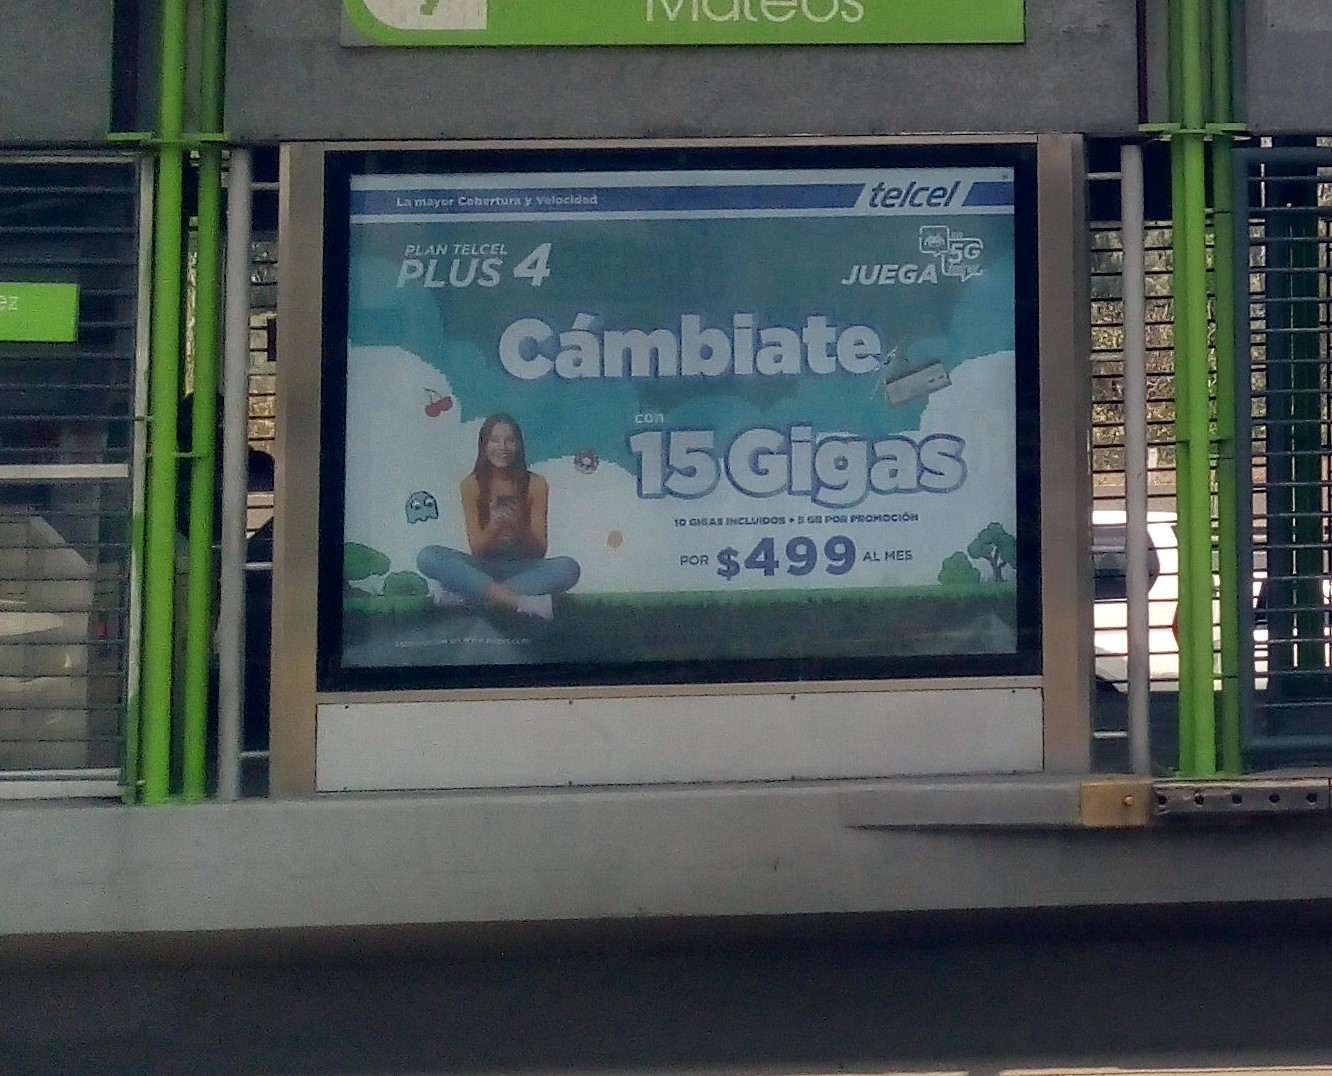 Mateos
ez
La mayor Cobertura y Velocidad
telcel
PLAN TELCEL
PLUS 4
JUEGA
5G
Cámbiate
con
15 Gigas
10 GIGAS INCLUIDOS + 5 GB POR PROMOCIÓN
POR $499 AL MES